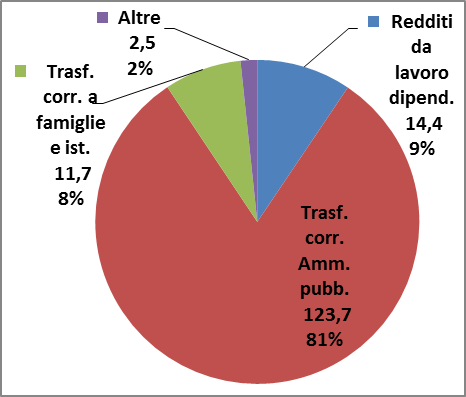 Altre
2,5
2%
Redditi
da
lavoro
dipend.
14,4
9%
Trasf.
corr. a
famiglie
e ist.
11,7
8%
Trasf.
corr.
Amm.
pubb.
123,7
81%